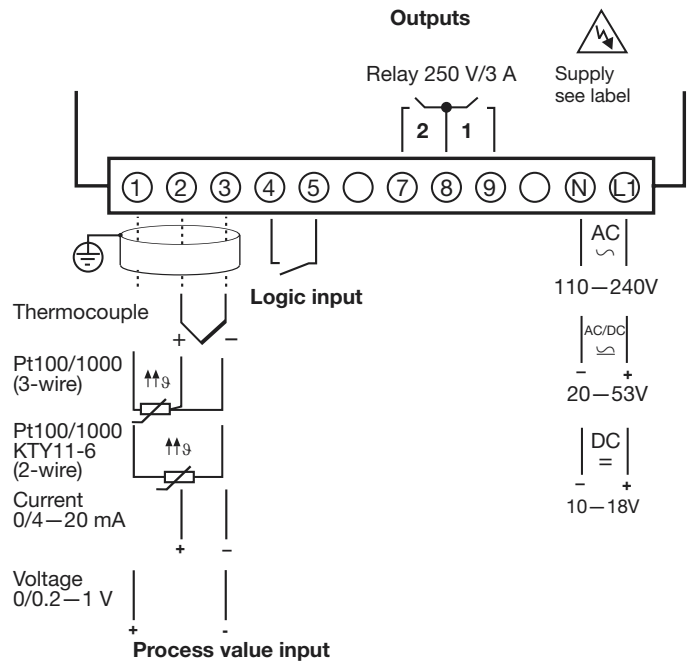 Outputs
Relay 250 V/3 A
Supply
see label
2 1
1 2 3 4 5 7 8 9 N L1
AC
110—240V
Logic input
Thermocouple
+ −
AC/DC
− +
20—53V
Pt100/1000
(3-wire)
ϑ
Pt100/1000
KTY11-6
(2-wire)
ϑ
DC
=
− +
10—18V
Current
0/4—20 mA
+ −
Voltage
0/0.2—1 V
+ -
Process value input